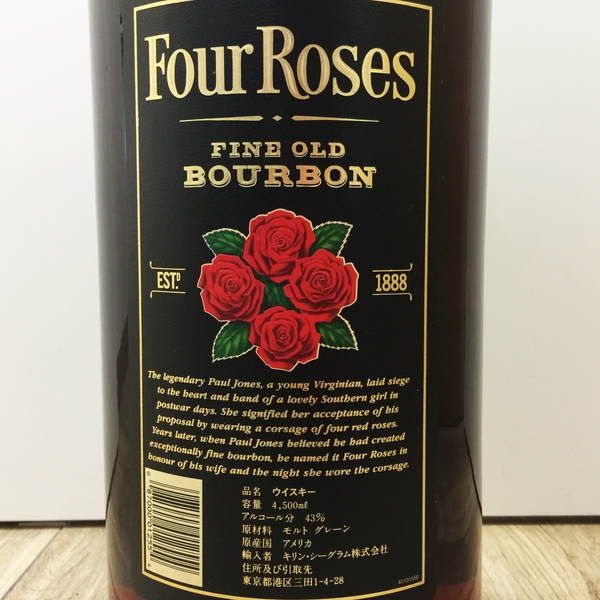 Four Roses
FINE OLD
BOURBON
EST.D 1888
The legendary Paul Jones, a young Virginian, laid siege
to the heart and hand of a lovely Southern girl in
postwar days. She signified her acceptance of his
proposal by wearing a corsage of four red roses.
Years later, when Paul Jones believed he had created
exceptionally fine bourbon, he named it Four Roses in
honour of his wife and the night she wore the corsage.
品名 ウイスキー
容量 4,500ml
アルコール分 43%
原材料 モルト グレーン
原産国 アメリカ
輸入者 キリン・シーグラム株式会社
住所及び引取先
東京都港区三田1-4-28